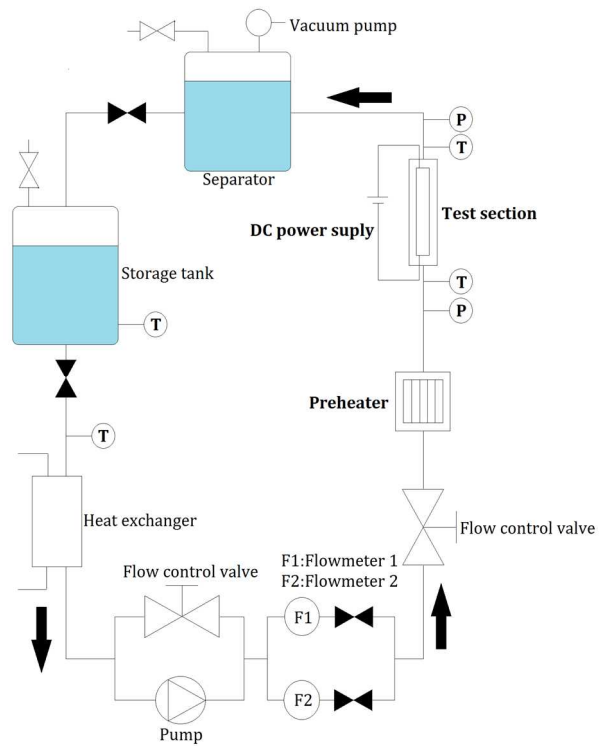 Vacuum pump
Separator
P
T
Test section
DC power suply
T
P
Storage tank
T
Preheater
T
Heat exchanger
Flow control valve
F1:Flowmeter 1
F2:Flowmeter 2
Flow control valve
F1
F2
Pump